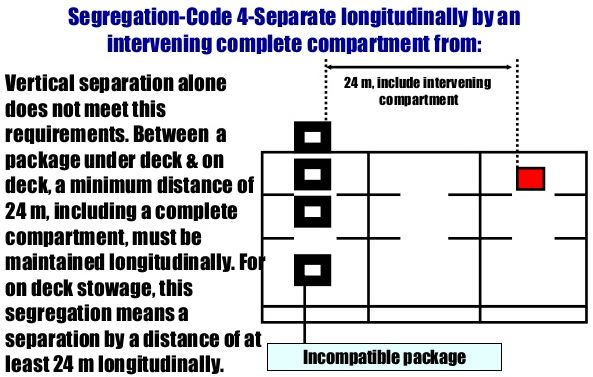 Segregation-Code 4-Separate longitudinally by an
intervening complete compartment from:
Vertical separation alone
does not meet this
requirements. Between a
package under deck & on
deck, a minimum distance of
24 m, including a complete
compartment, must be
maintained longitudinally. For
on deck stowage, this
segregation means a
separation by a distance of at
least 24 m longitudinally.
24 m, include intervening
compartment
Incompatible package